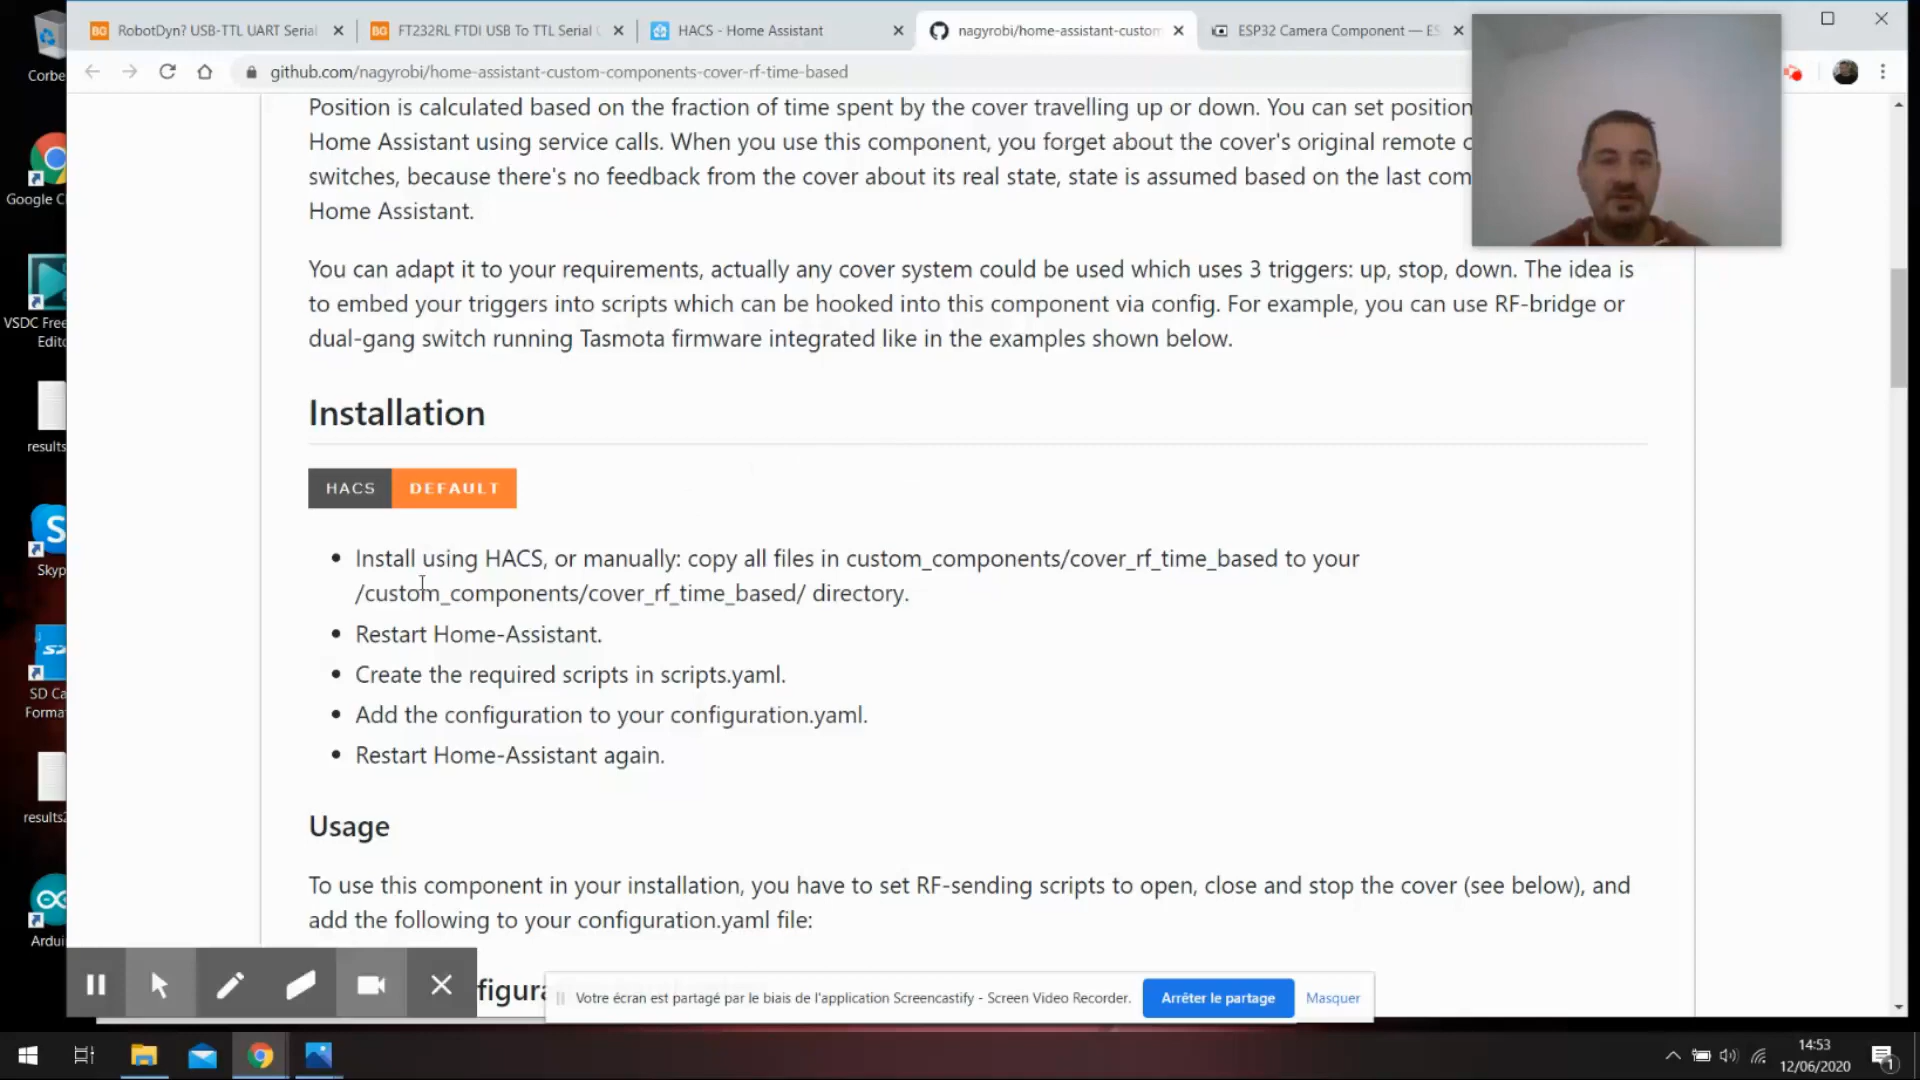 RobotDyn? USB-TTL UART Serial
FT232RL FTDI USB To TTL Serial
HACS - Home Assistant
nagyrobi/home-assistant-custom
ESP32 Camera Component — ES
github.com/nagyrobi/home-assistant-custom-components-cover-rf-time-based
Position is calculated based on the fraction of time spent by the cover travelling up or down. You can set position
Home Assistant using service calls. When you use this component, you forget about the cover's original remote c
switches, because there's no feedback from the cover about its real state, state is assumed based on the last com
Home Assistant.
You can adapt it to your requirements, actually any cover system could be used which uses 3 triggers: up, stop, down. The idea is
to embed your triggers into scripts which can be hooked into this component via config. For example, you can use RF-bridge or
dual-gang switch running Tasmota firmware integrated like in the examples shown below.
Installation
HACS DEFAULT
• Install using HACS, or manually: copy all files in custom_components/cover_rf_time_based to your
/custom_components/cover_rf_time_based/ directory.
• Restart Home-Assistant.
• Create the required scripts in scripts.yaml.
• Add the configuration to your configuration.yaml.
• Restart Home-Assistant again.
Usage
To use this component in your installation, you have to set RF-sending scripts to open, close and stop the cover (see below), and
add the following to your configuration.yaml file:
figura
Votre écran est partagé par le biais de l'application Screencastify - Screen Video Recorder.
Arrêter le partage
Masquer
Corbe
Google C
VSDC Free
Edito
results
Skyp
SD Ca
Forma
results2
Ardui
14:53
12/06/2020
1